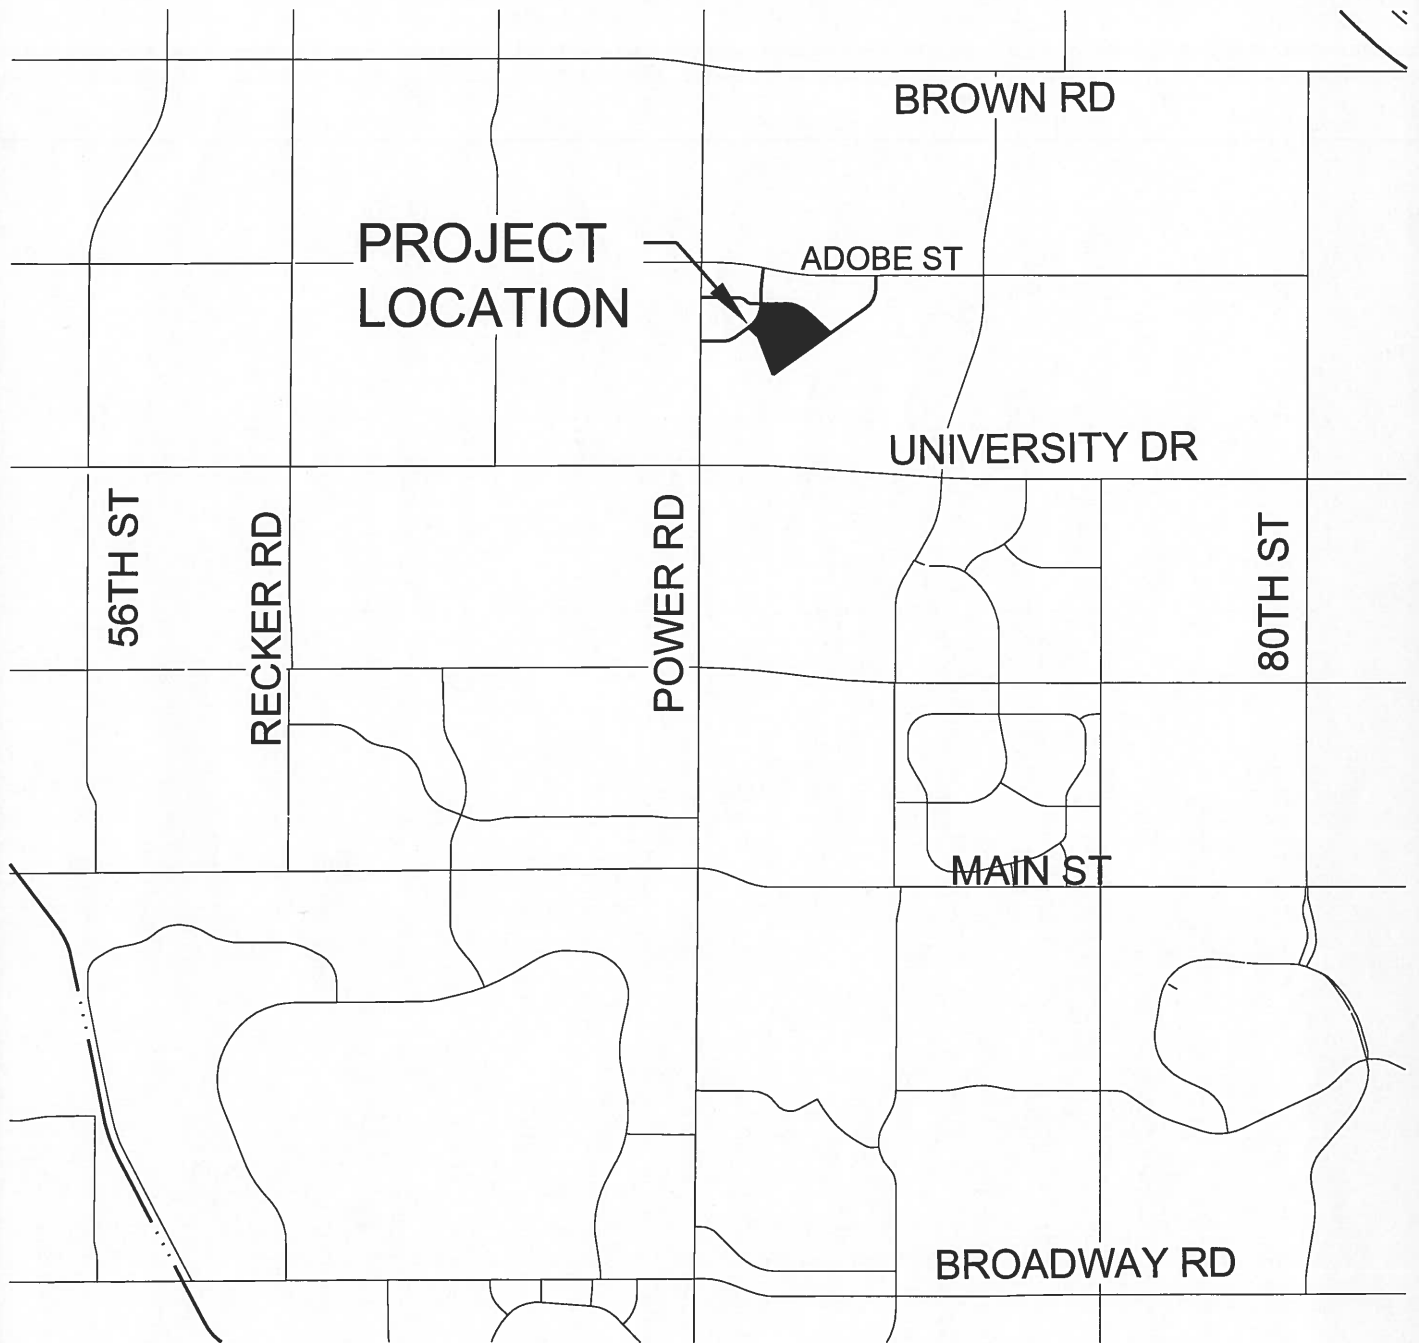 BROWN RD
PROJECT
LOCATION
ADOBE ST
UNIVERSITY DR
56TH ST
RECKER RD
POWER RD
80TH ST
MAIN ST
BROADWAY RD